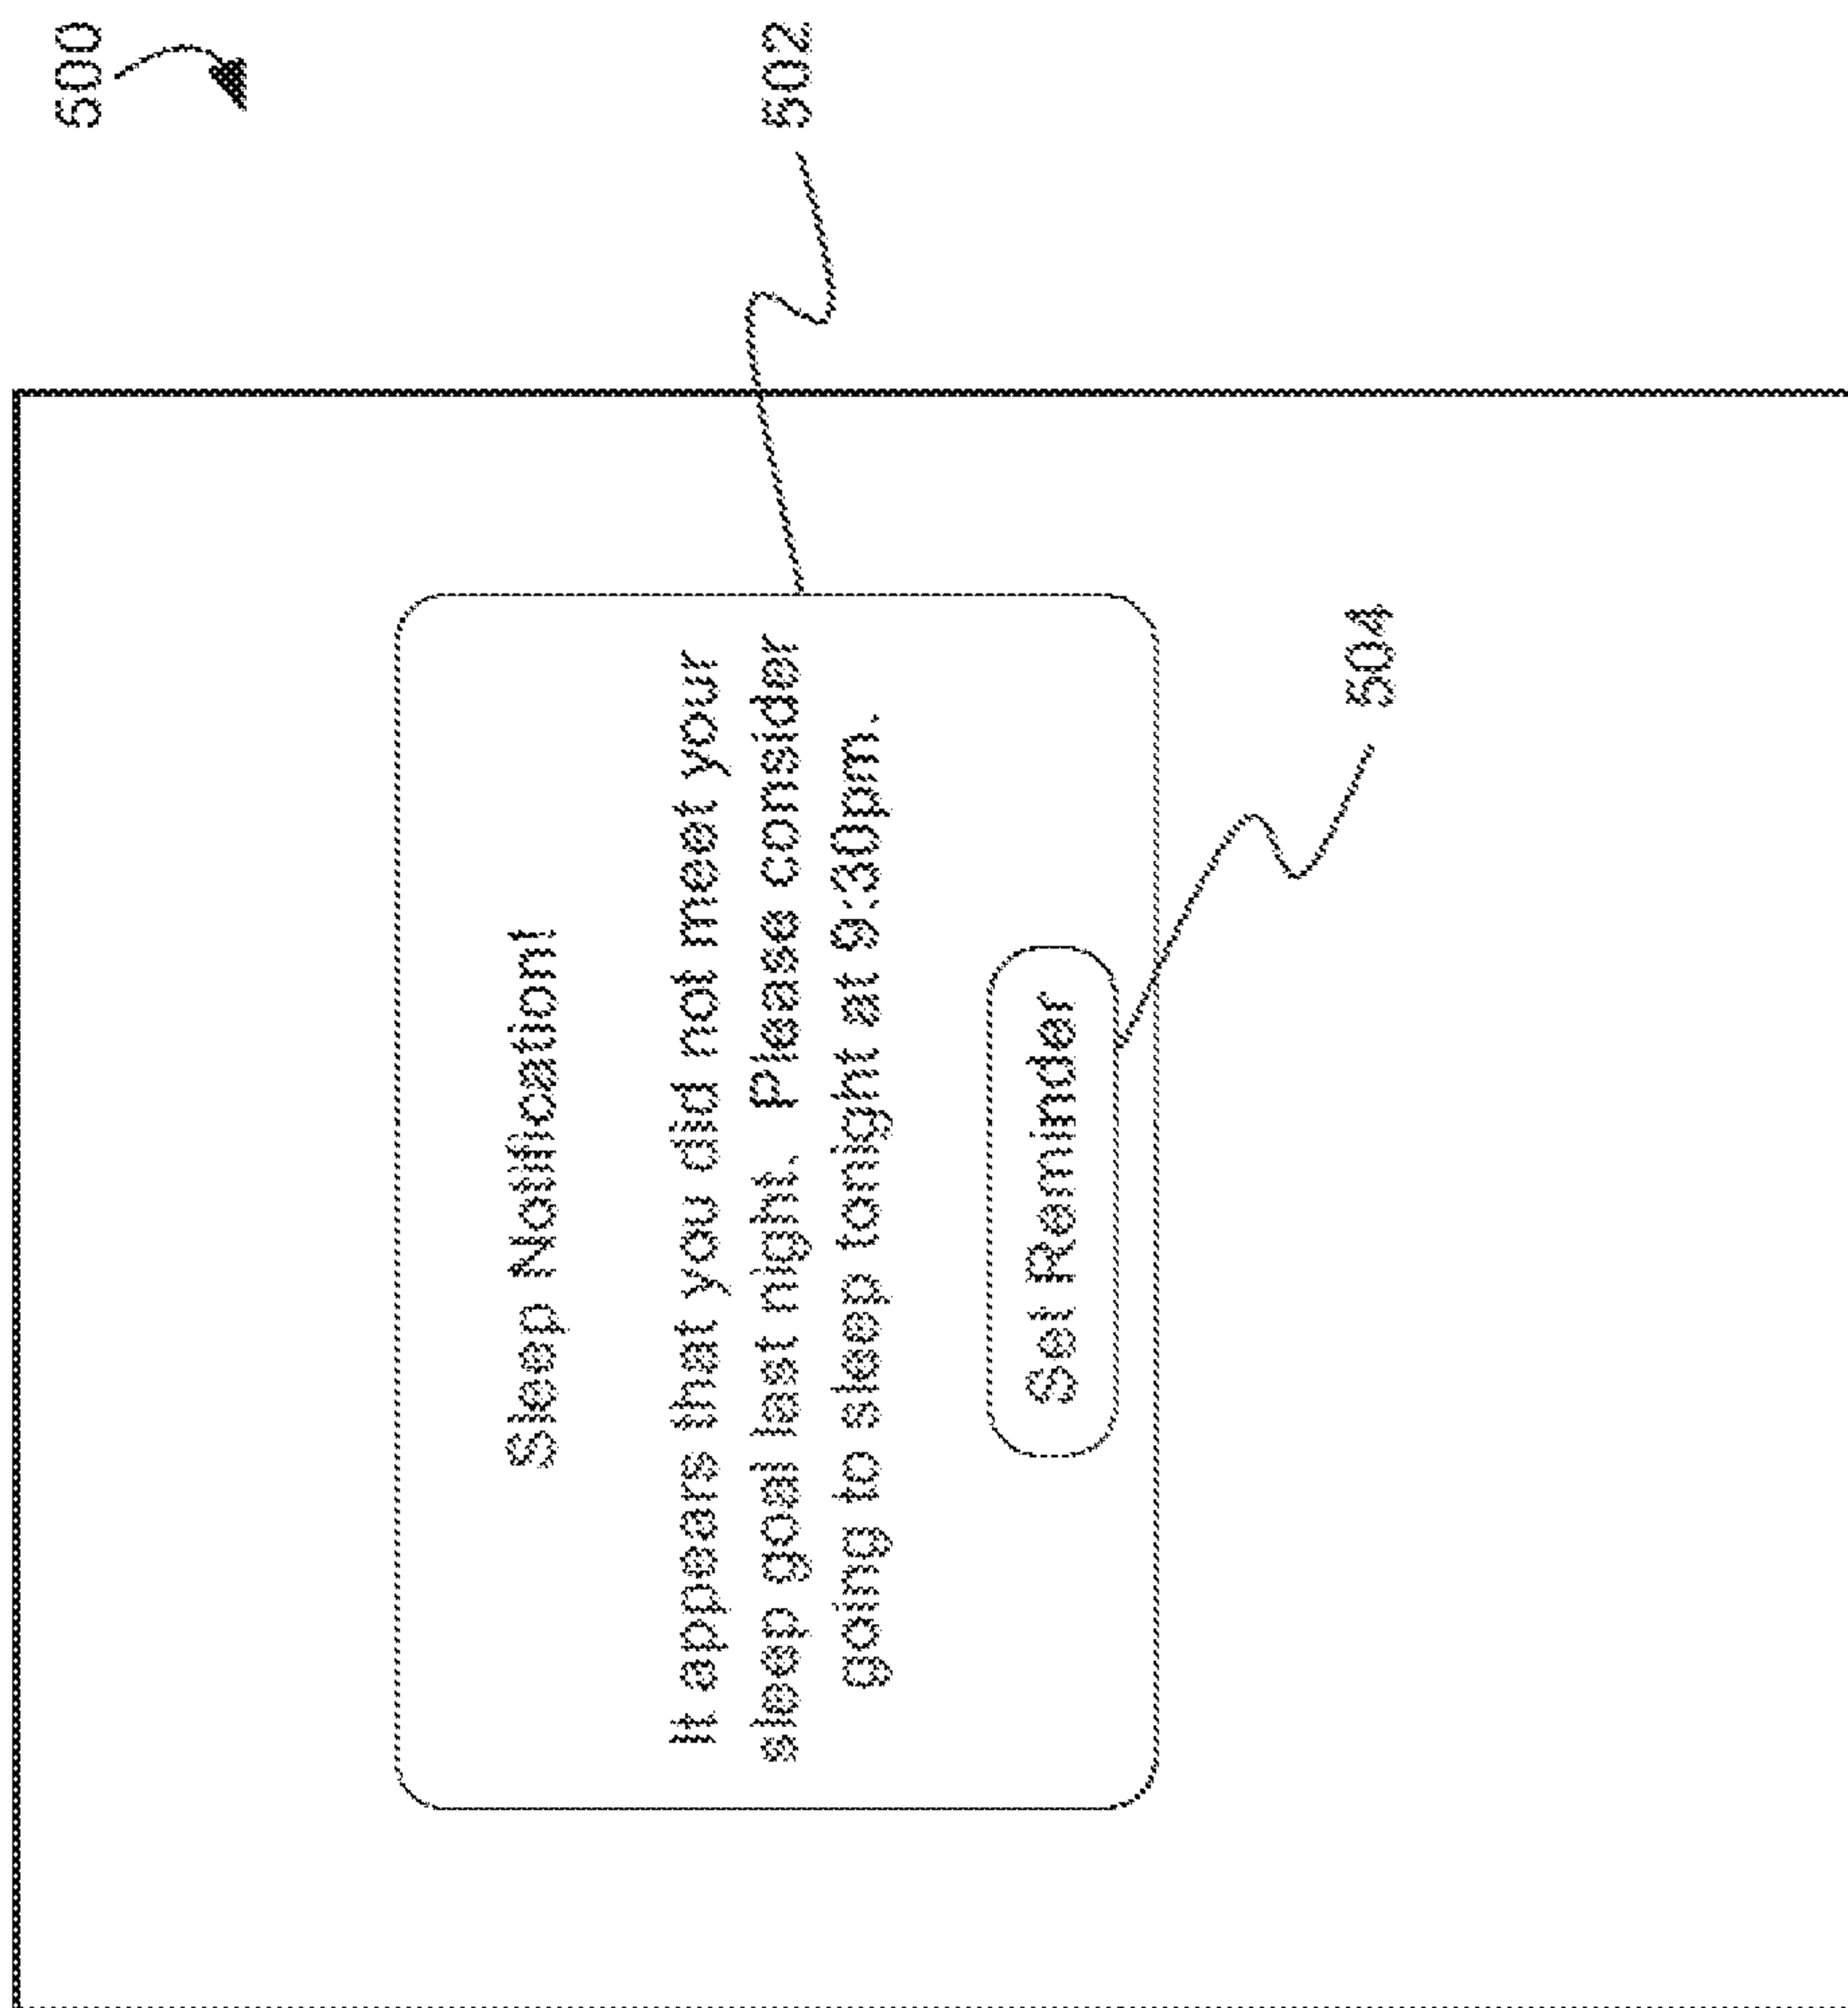 500
502
Sleep Notification!
It appears that you did not meet your
sleep goal last night. Please consider
going to sleep tonight at 9:30pm.
Set Reminder
504